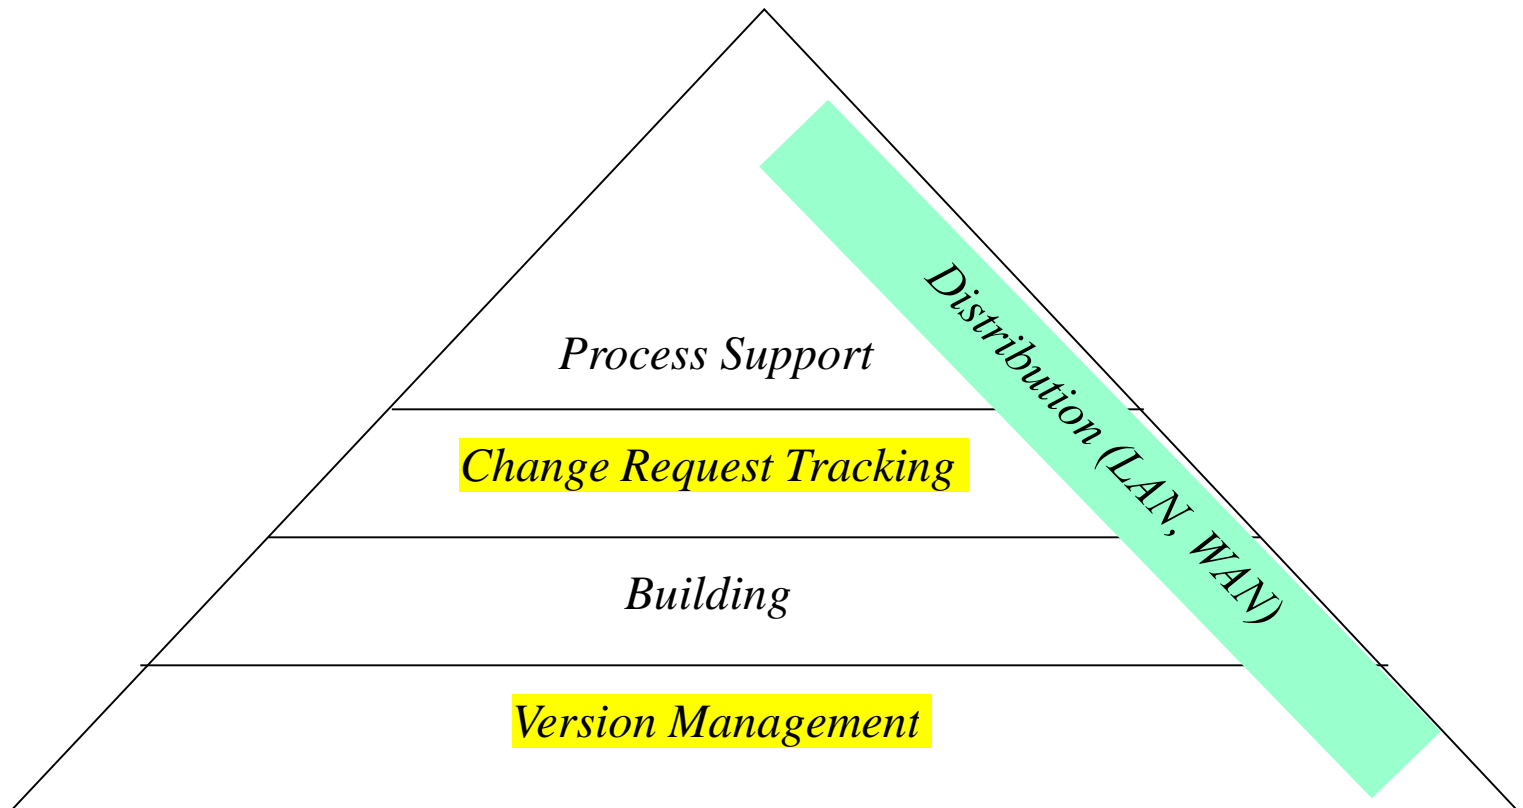 Process Support
Change Request Tracking
Building
Version Management
Distribution (LAN, WAN)